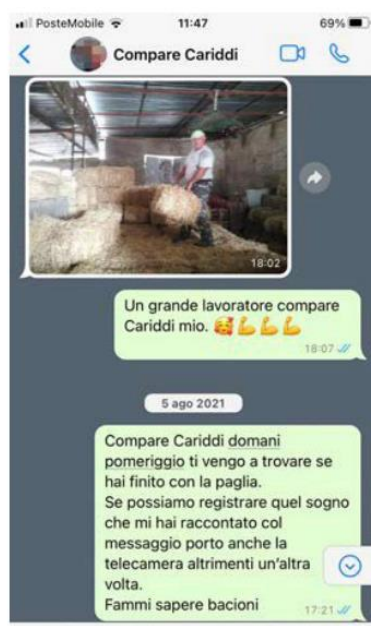 PosteMobile 11:47 69%
Compare Cariddi
18:02
Un grande lavoratore compare
Cariddi mio. 🥰💪💪💪
18:07
5 ago 2021
Compare Cariddi domani
pomeriggio ti vengo a trovare se
hai finito con la paglia.
Se possiamo registrare quel sogno
che mi hai raccontato col
messaggio porto anche la
telecamera altrimenti un'altra
volta.
Fammi sapere bacioni
17:21